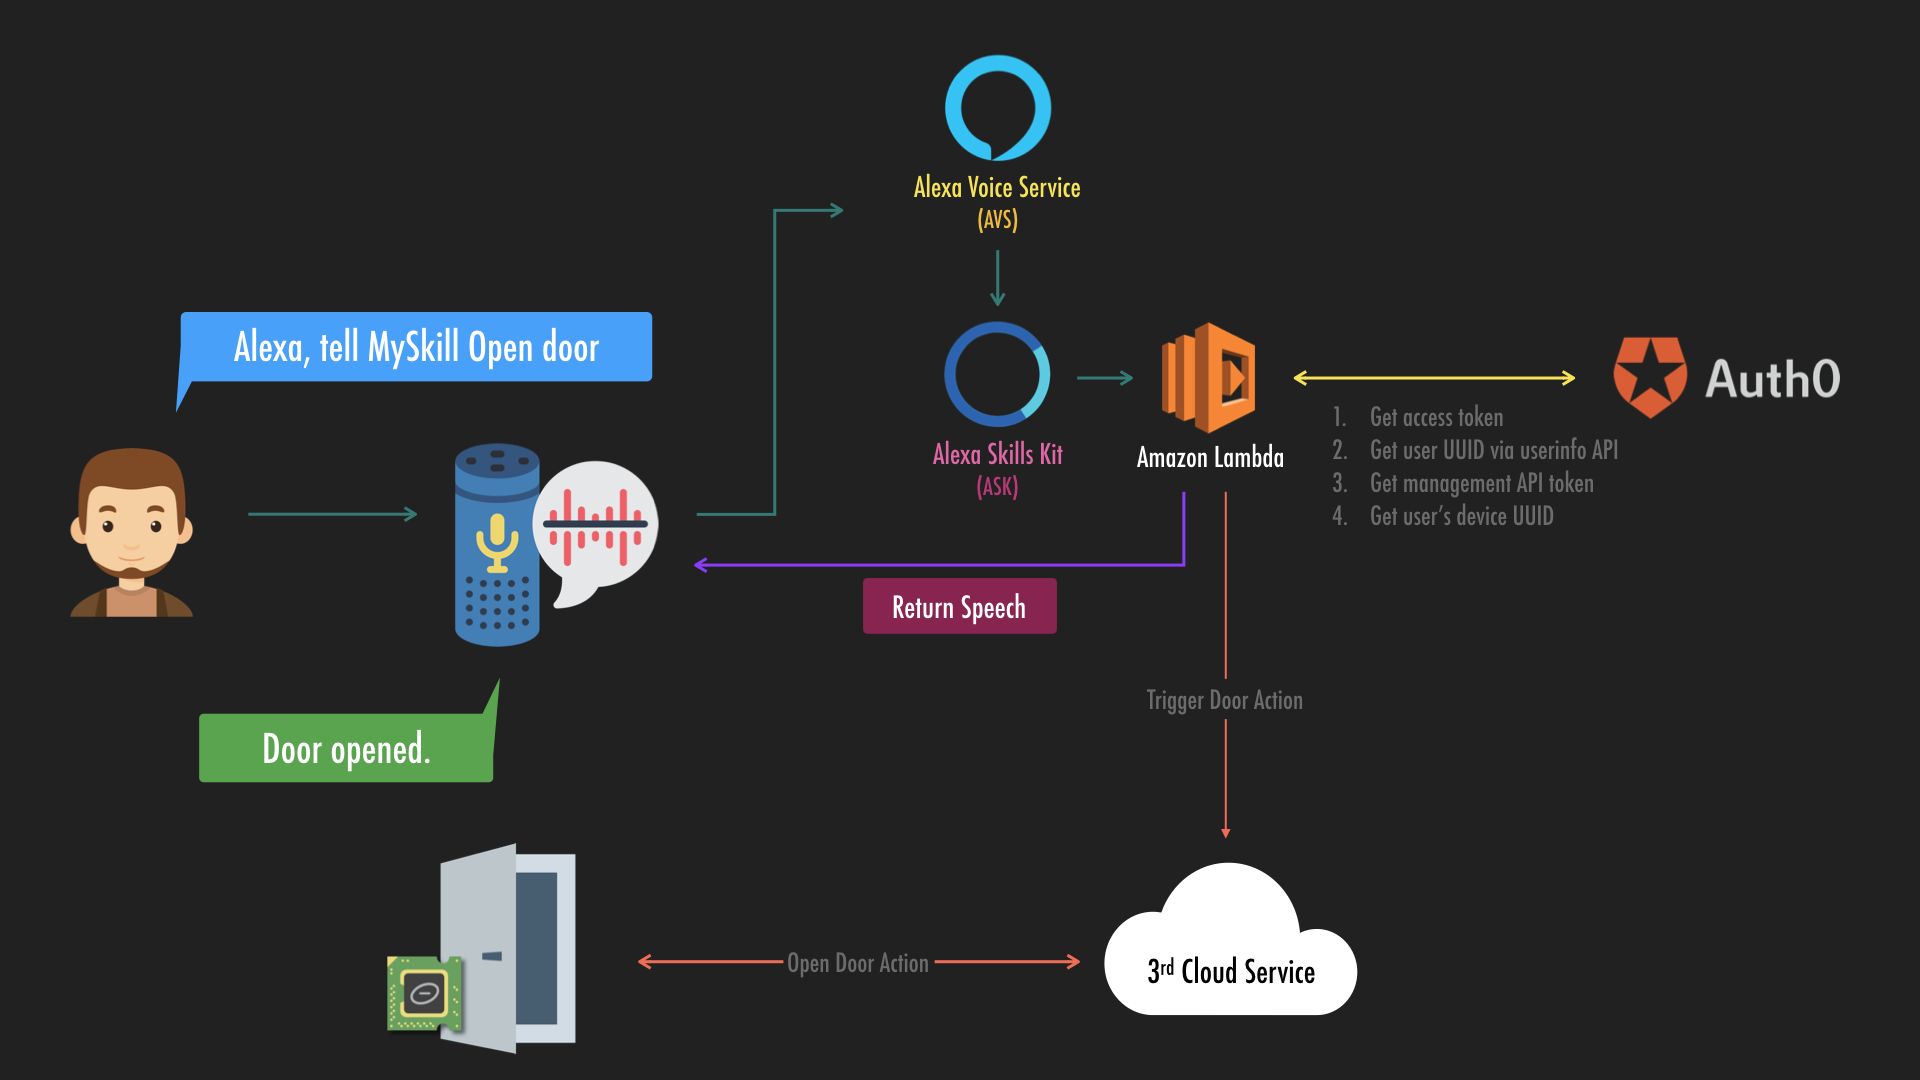 Alexa Voice Service
(AVS)
Alexa, tell MySkill Open door
Alexa Skills Kit
(ASK)
Amazon Lambda
Auth0
1. Get access token
2. Get user UUID via userinfo API
3. Get management API token
4. Get user’s device UUID
Return Speech
Trigger Door Action
Door opened.
Open Door Action
3rd Cloud Service